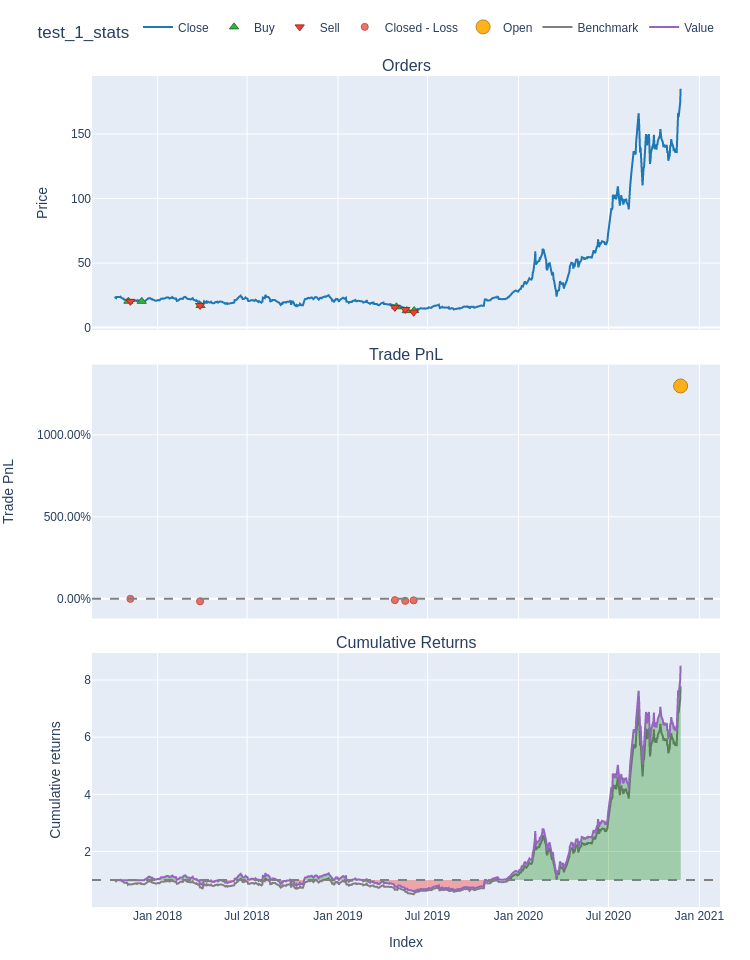 test_1_stats
Close Buy Sell Closed - Loss Open Benchmark Value
Orders
150
100
50
0
Price
Trade PnL
1000.00%
500.00%
0.00%
Trade PnL
Cumulative Returns
8
6
4
2
Cumulative returns
Jan 2018 Jul 2018 Jan 2019 Jul 2019 Jan 2020 Jul 2020 Jan 2021
Index